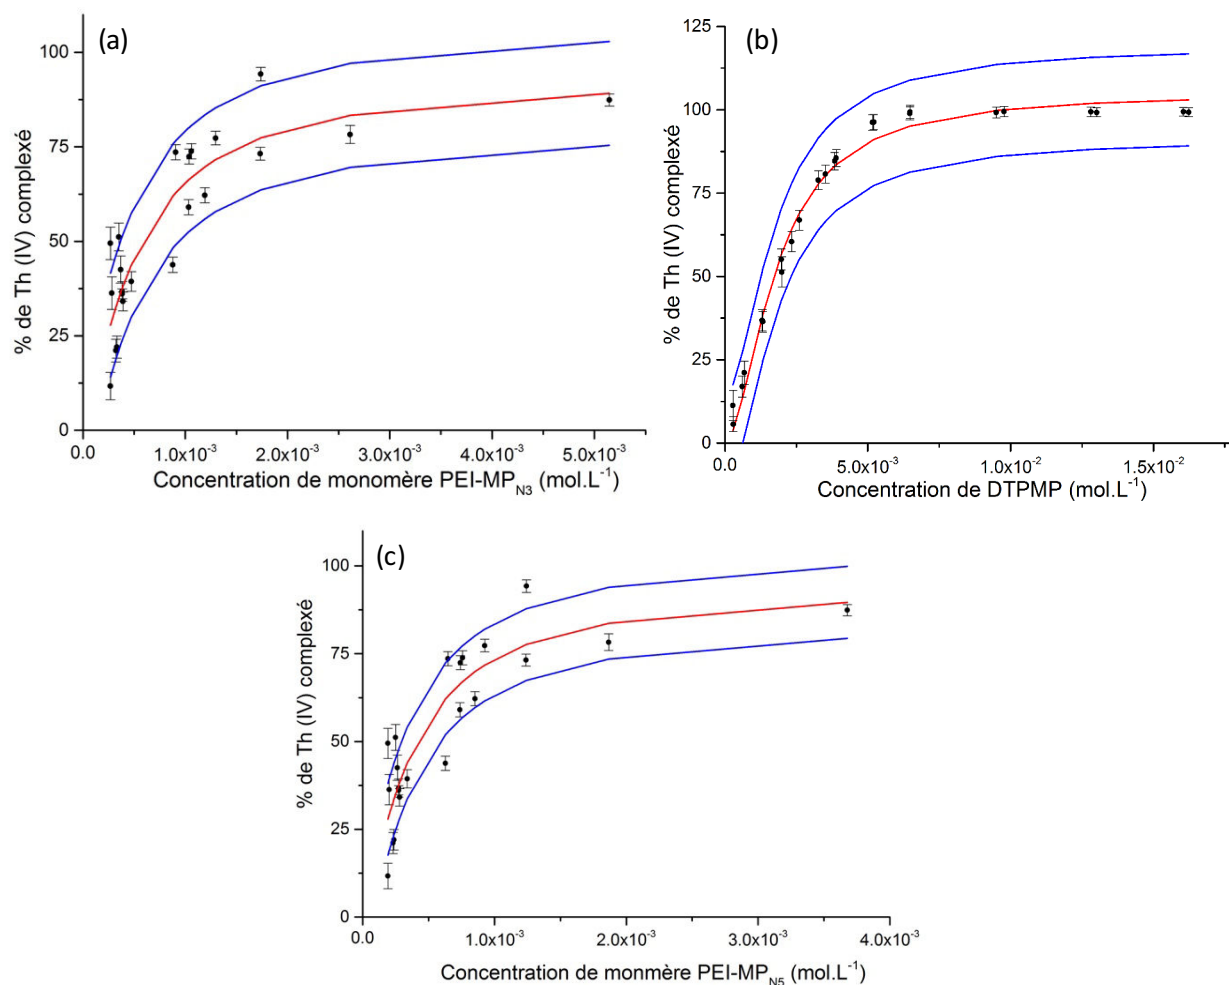 (a)
% de Th (IV) complexé
100
75
50
25
0
0.0 1.0x10⁻³ 2.0x10⁻³ 3.0x10⁻³ 4.0x10⁻³ 5.0x10⁻³
Concentration de monomère PEI-MP_N3 (mol.L⁻¹)
(b)
% de Th (IV) complexé
125
100
75
50
25
0
0.0 5.0x10⁻³ 1.0x10⁻² 1.5x10⁻²
Concentration de DTPMP (mol.L⁻¹)
(c)
% de Th (IV) complexé
100
75
50
25
0
0.0 1.0x10⁻³ 2.0x10⁻³ 3.0x10⁻³ 4.0x10⁻³
Concentration de monmère PEI-MP_N5 (mol.L⁻¹)